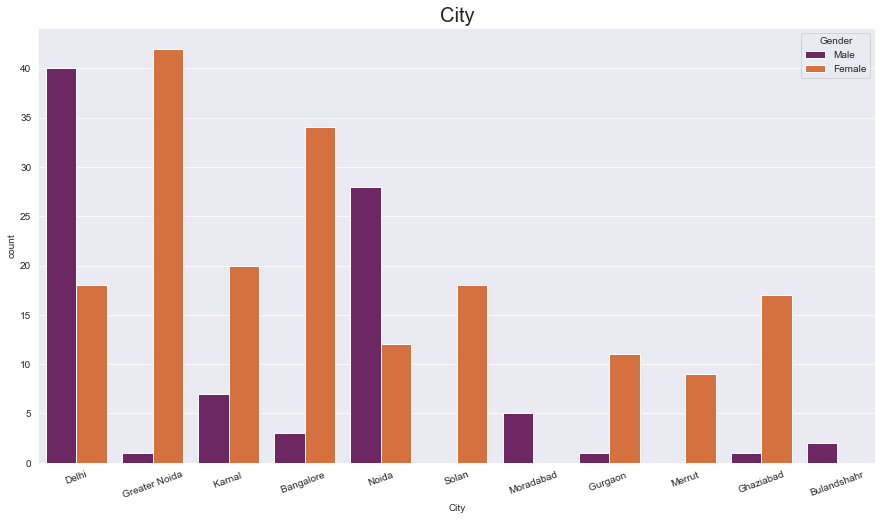 City
Gender
Male
Female
count
40
35
30
25
20
15
10
5
0
Delhi
Greater Noida
Karnal
Bangalore
Noida
Solan
Moradabad
Gurgaon
Merrut
Ghaziabad
Bulandshahr
City